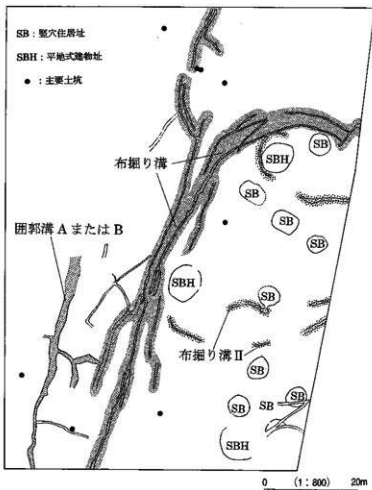 SB：竪穴住居址
SBH：平地式建物址
●：主要土坑
SBH
SB
布掘り溝
SB
SB
囲郭溝AまたはB
SB
SBH
SB
布掘り溝Ⅱ
SB
SB
SB
SB
SBH
0 (1：800) 20m